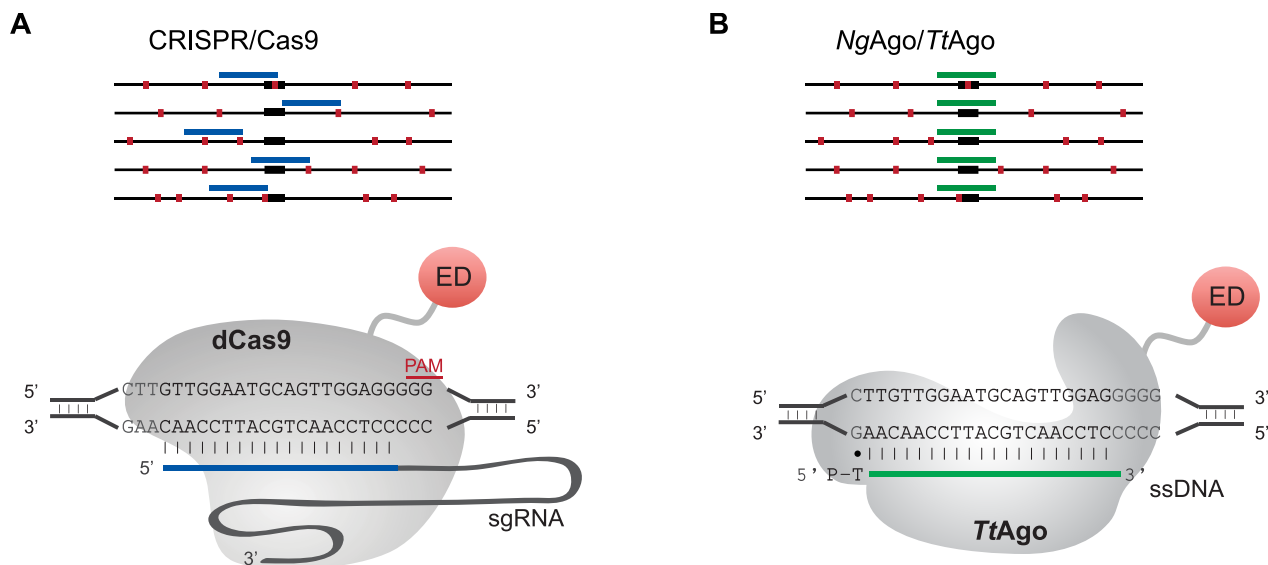 A
CRISPR/Cas9
ED
dCas9
PAM
5’ CTTGTTGGAATGCAGTTGGAGGGGG 3’
3’ GAACAACCTTACGTCAACCTCCCCC 5’
5’
sgRNA
3’
B
NgAgo/TtAgo
ED
5’ CTTGTTGGAATGCAGTTGGAGGGGG 3’
3’ GAACAACCTTACGTCAACCTCCCCC 5’
5’ P–T 3’ ssDNA
TtAgo